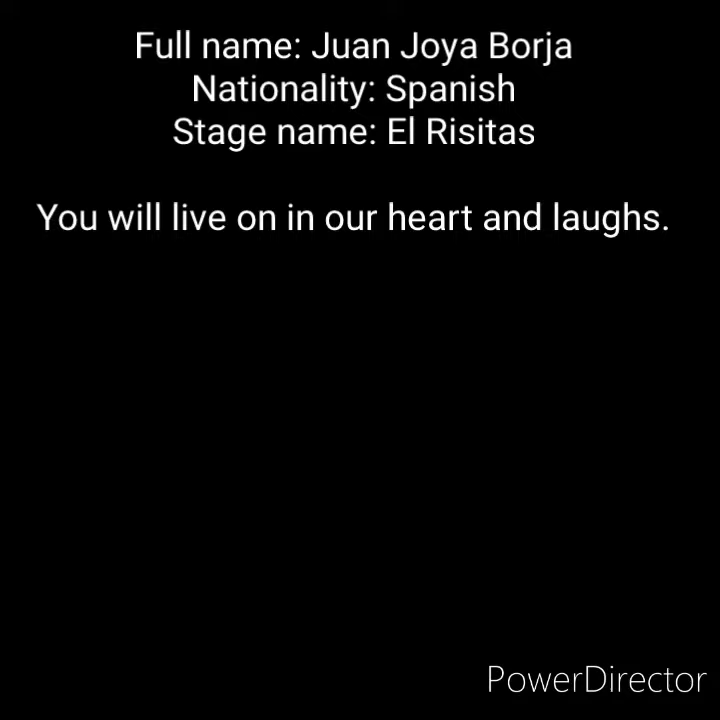 Full name: Juan Joya Borja
Nationality: Spanish
Stage name: El Risitas
You will live on in our heart and laughs.
PowerDirector